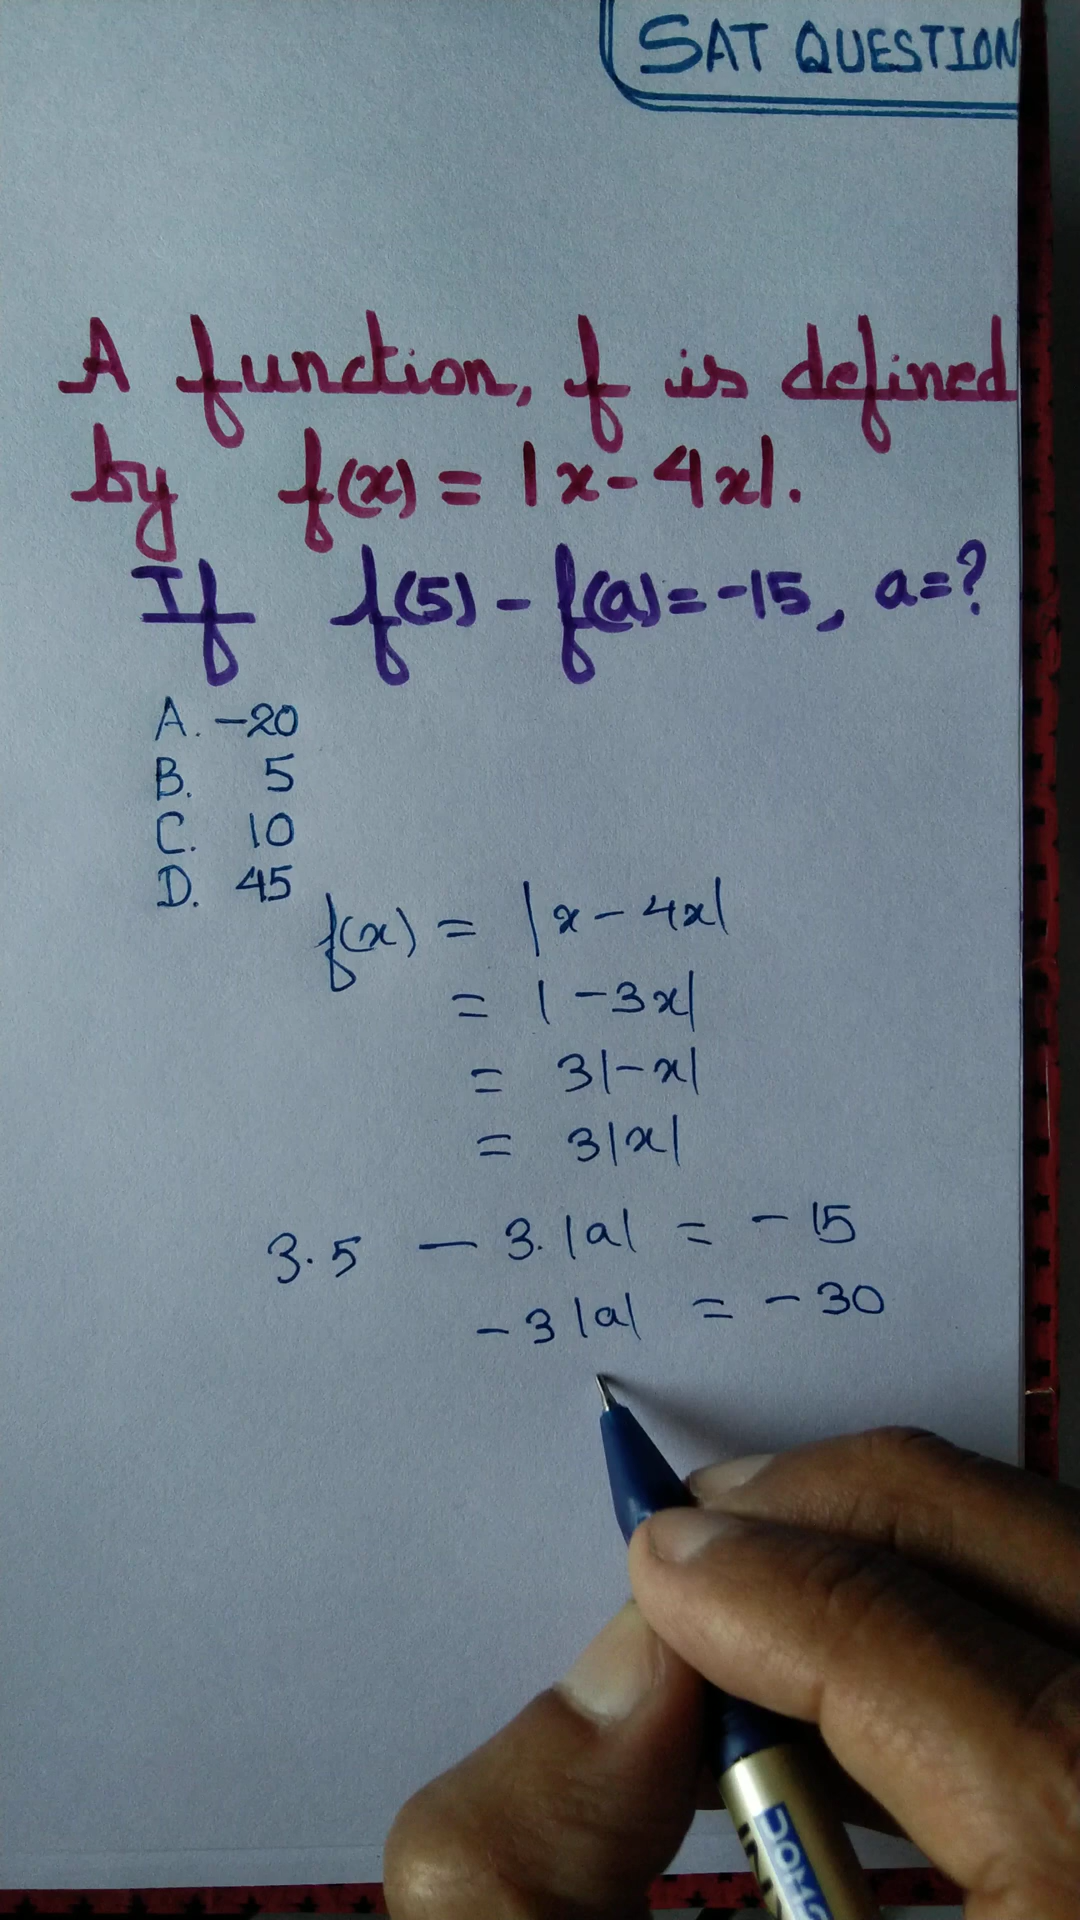 SAT QUESTION
A function, f is defined
by f(x) = |x-4x|.
If f(5) - f(a) = -15, a=?
A. -20
B. 5
C. 10
D. 45
f(x) = |x - 4x|
= |-3x|
= 3|-x|
= 3|x|
3.5 - 3.|a| = -15
-3|a| = -30